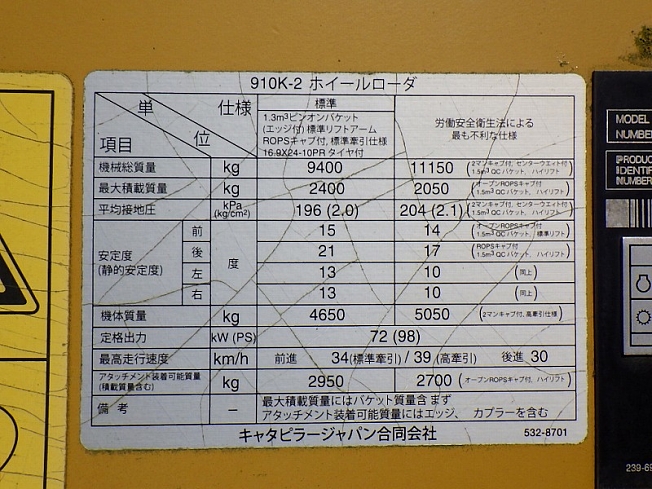 910K-2 ホイールローダ
単位 仕様 項目
標準
1.3m³ピンオンバケット
(エッジ付) 標準リフトアーム
ROPSキャブ付, 標準牽引仕様
16.9X24-10PR タイヤ付
労働安全衛生法による
最も不利な仕様
機械総質量 kg 9400 11150 (2マンキャブ付, センターウエイト付 1.5m³ QC バケット、ハイリフト)
最大積載質量 kg 2400 2050 (オープンROPSキャブ付 1.5m³ QC バケット、ハイリフト)
平均接地圧 kPa (kg/cm²) 196 (2.0) 204 (2.1) (2マンキャブ付, センターウエイト付 1.5m³ QC バケット、ハイリフト)
安定度 (静的安定度) 度
前 15 14 (オープンROPSキャブ付 1.5m³ QC バケット、標準リフト)
後 21 17 (ROPSキャブ付 1.5m³ QC バケット、ハイリフト)
左 13 10 (同上)
右 13 10 (同上)
機体質量 kg 4650 5050 (2マンキャブ付, 高牽引仕様)
定格出力 kW (PS) 72 (98)
最高走行速度 km/h 前進 34 (標準牽引) / 39 (高牽引) 後進 30
アタッチメント装着可能質量 (積載質量含む) kg 2950 2700 (オープンROPSキャブ付、ハイリフト)
備考 － 最大積載質量にはバケット質量含まず
アタッチメント装着可能質量にはエッジ、カプラーを含む
キャタピラージャパン合同会社 532-8701
MODEL
NUMBER
PRODUC
IDENTIF
NUMBER
239-69